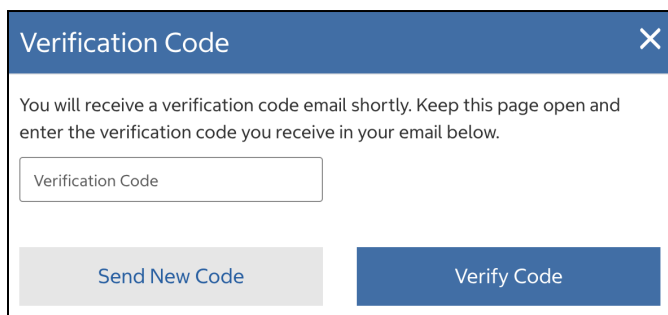 Verification Code
You will receive a verification code email shortly. Keep this page open and
enter the verification code you receive in your email below.
Verification Code
Send New Code
Verify Code